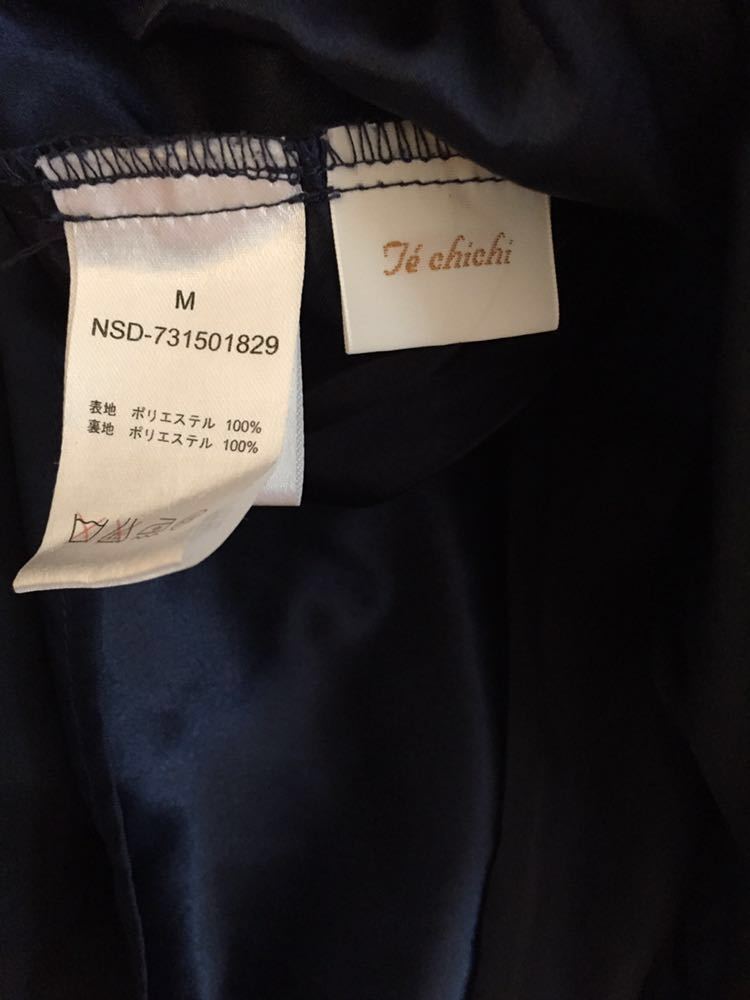 M
NSD-731501829
表地 ポリエステル 100%
裏地 ポリエステル 100%
Té chichi